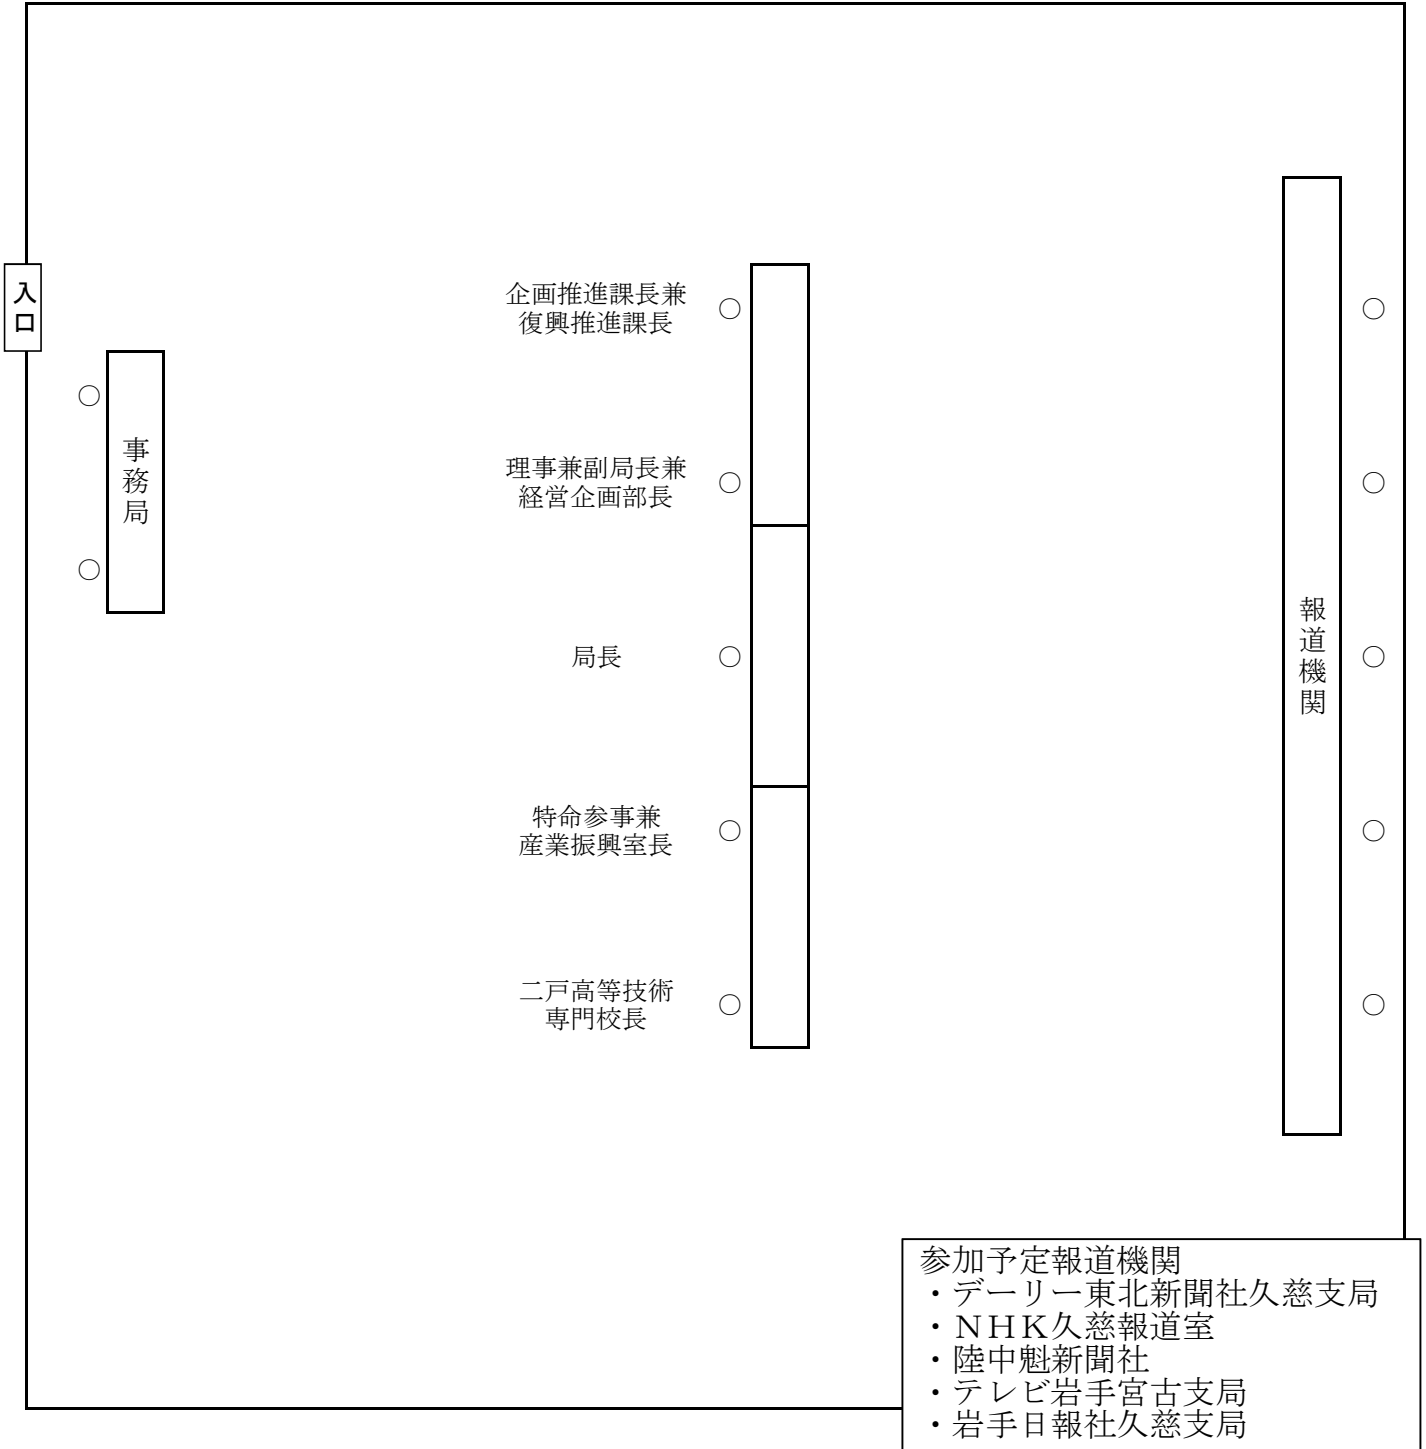 入口
事務局
企画推進課長兼
復興推進課長
○
理事兼副局長兼
経営企画部長
○
局長
○
特命参事兼
産業振興室長
○
二戸高等技術
専門校長
○
報道機関
参加予定報道機関
・デーリー東北新聞社久慈支局
・ＮＨＫ久慈報道室
・陸中魁新聞社
・テレビ岩手宮古支局
・岩手日報社久慈支局